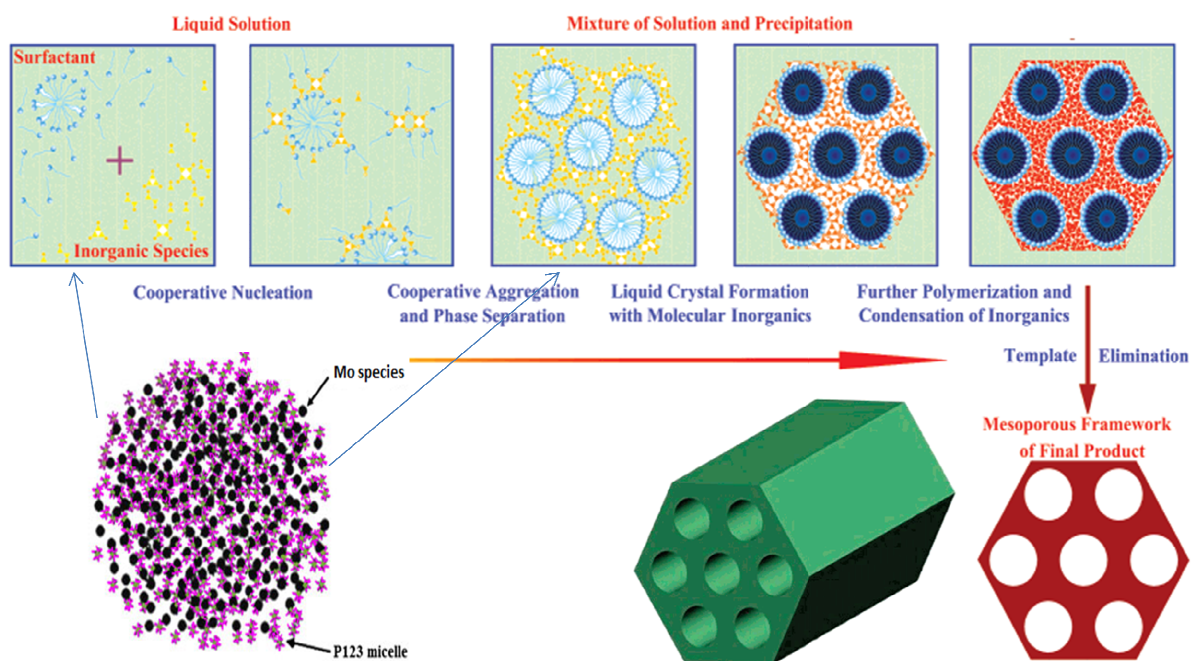 Liquid Solution
Mixture of Solution and Precipitation
Surfactant
Inorganic Species
Cooperative Nucleation
Cooperative Aggregation
and Phase Separation
Liquid Crystal Formation
with Molecular Inorganics
Further Polymerization and
Condensation of Inorganics
Template Elimination
Mo species
P123 micelle
Mesoporous Framework
of Final Product